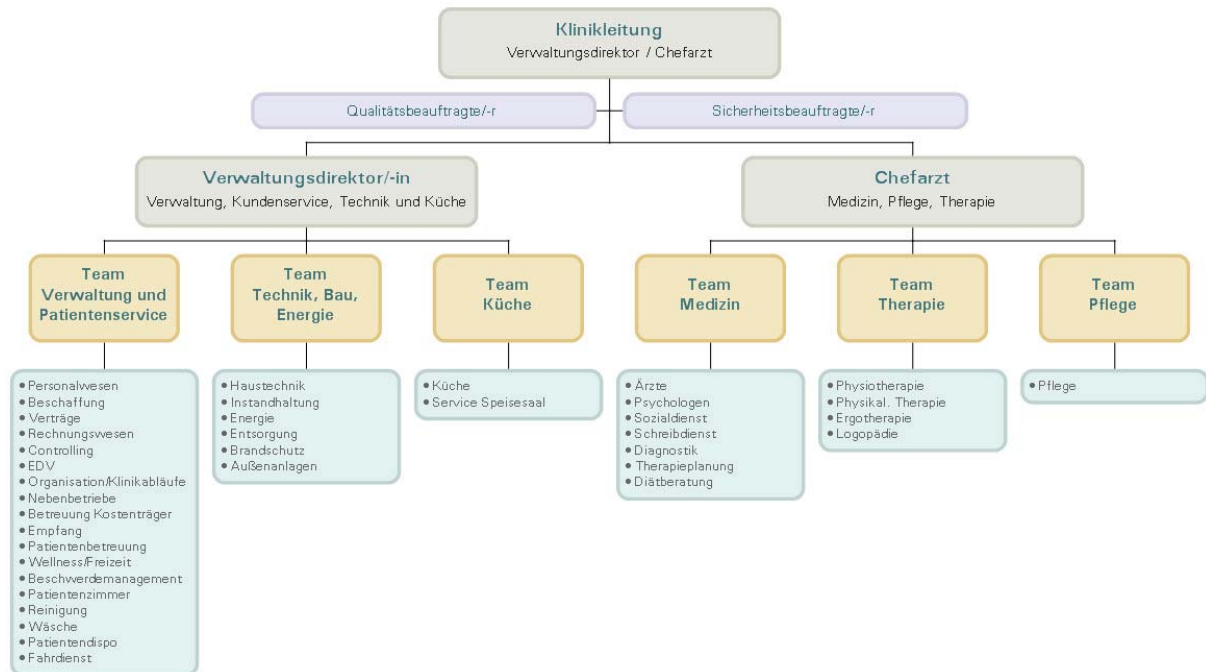 Klinikleitung
Verwaltungsdirektor / Chefarzt
Qualitätsbeauftragte/-r
Sicherheitsbeauftragte/-r
Verwaltungsdirektor/-in
Verwaltung, Kundenservice, Technik und Küche
Chefarzt
Medizin, Pflege, Therapie
Team
Verwaltung und
Patientenservice
Team
Technik, Bau,
Energie
Team
Küche
Team
Medizin
Team
Therapie
Team
Pflege
• Personalwesen
• Beschaffung
• Verträge
• Rechnungswesen
• Controlling
• EDV
• Organisation/Klinikabläufe
• Nebenbetriebe
• Betreuung Kostenträger
• Empfang
• Patientenbetreuung
• Wellness/Freizeit
• Beschwerdemanagement
• Patientenzimmer
• Reinigung
• Wäsche
• Patientendispo
• Fahrdienst
• Haustechnik
• Instandhaltung
• Energie
• Entsorgung
• Brandschutz
• Außenanlagen
• Küche
• Service Speisesaal
• Ärzte
• Psychologen
• Sozialdienst
• Schreibdienst
• Diagnostik
• Therapieplanung
• Diätberatung
• Physiotherapie
• Physikal. Therapie
• Ergotherapie
• Logopädie
• Pflege